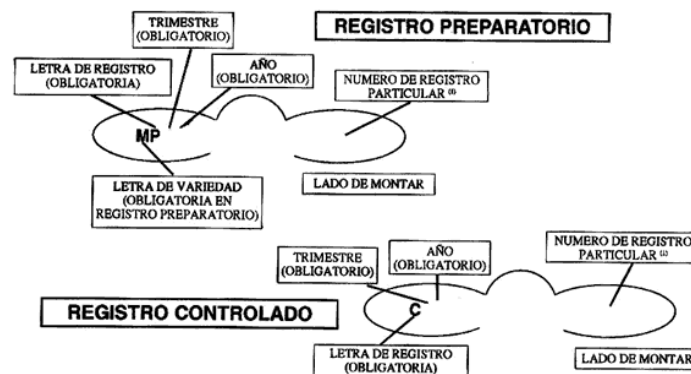 TRIMESTRE
(OBLIGATORIO)
REGISTRO PREPARATORIO
LETRA DE REGISTRO
(OBLIGATORIA)
AÑO
(OBLIGATORIO)
NUMERO DE REGISTRO
PARTICULAR
MP
LETRA DE VARIEDAD
(OBLIGATORIA EN
REGISTRO PREPARATORIO)
LADO DE MONTAR
TRIMESTRE
(OBLIGATORIO)
AÑO
(OBLIGATORIO)
NUMERO DE REGISTRO
PARTICULAR (1)
REGISTRO CONTROLADO
C
LETRA DE REGISTRO
(OBLIGATORIA)
LADO DE MONTAR